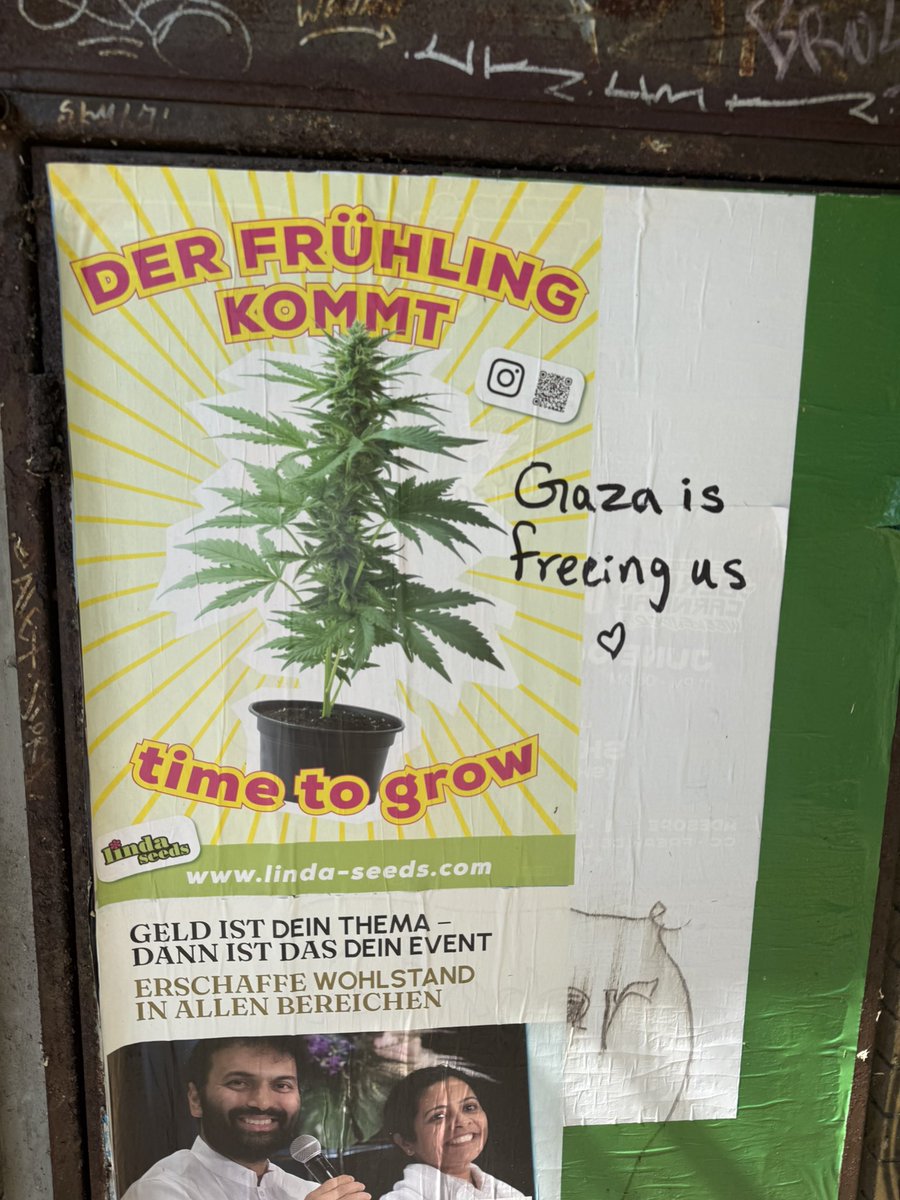 DER FRÜHLING
KOMMT
Gaza is
freeing us
♡
time to grow
linda
seeds
www.linda-seeds.com
GELD IST DEIN THEMA –
DANN IST DAS DEIN EVENT
ERSCHAFFE WOHLSTAND
IN ALLEN BEREICHEN